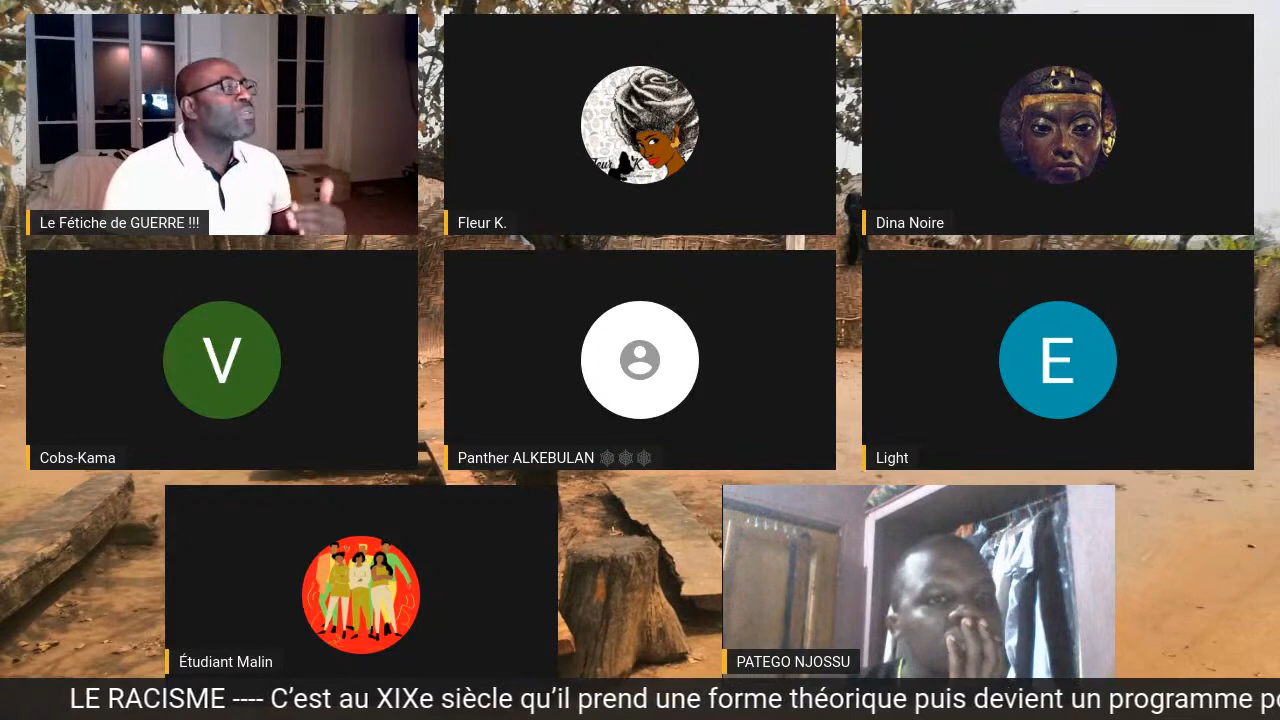 Le Fétiche de GUERRE !!!
Fleur K.
Dina Noire
V
Cobs-Kama
Panther ALKEBULAN 🕸🕸🕸
E
Light
Étudiant Malin
PATEGO NJOSSU
LE RACISME ---- C’est au XIXe siècle qu’il prend une forme théorique puis devient un programme